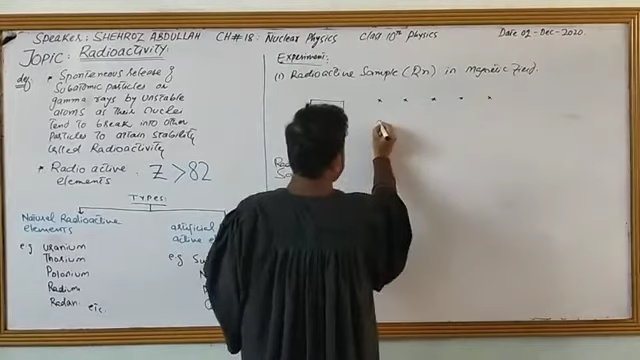 Speaker: SHEHROZ ABDULLAH CH#18: Nuclear Physics Class 10th Physics Date 02-Dec-2020.
TOPIC: Radioactivity:
def
• Spontaneous release of
Subatomic particles or
gamma rays by unstable
atoms as their nuclei
tend to break into other
particles to attain stability
called Radioactivity
• Radio active Z >82
elements
TYPES:
Natural Radioactive
elements
e.g uranium
Thorium
Polonium
Radium
Radan etc.
artificial
active
e.g
Experiment:
(i) Radioactive Sample (Rn) in Magnetic field.